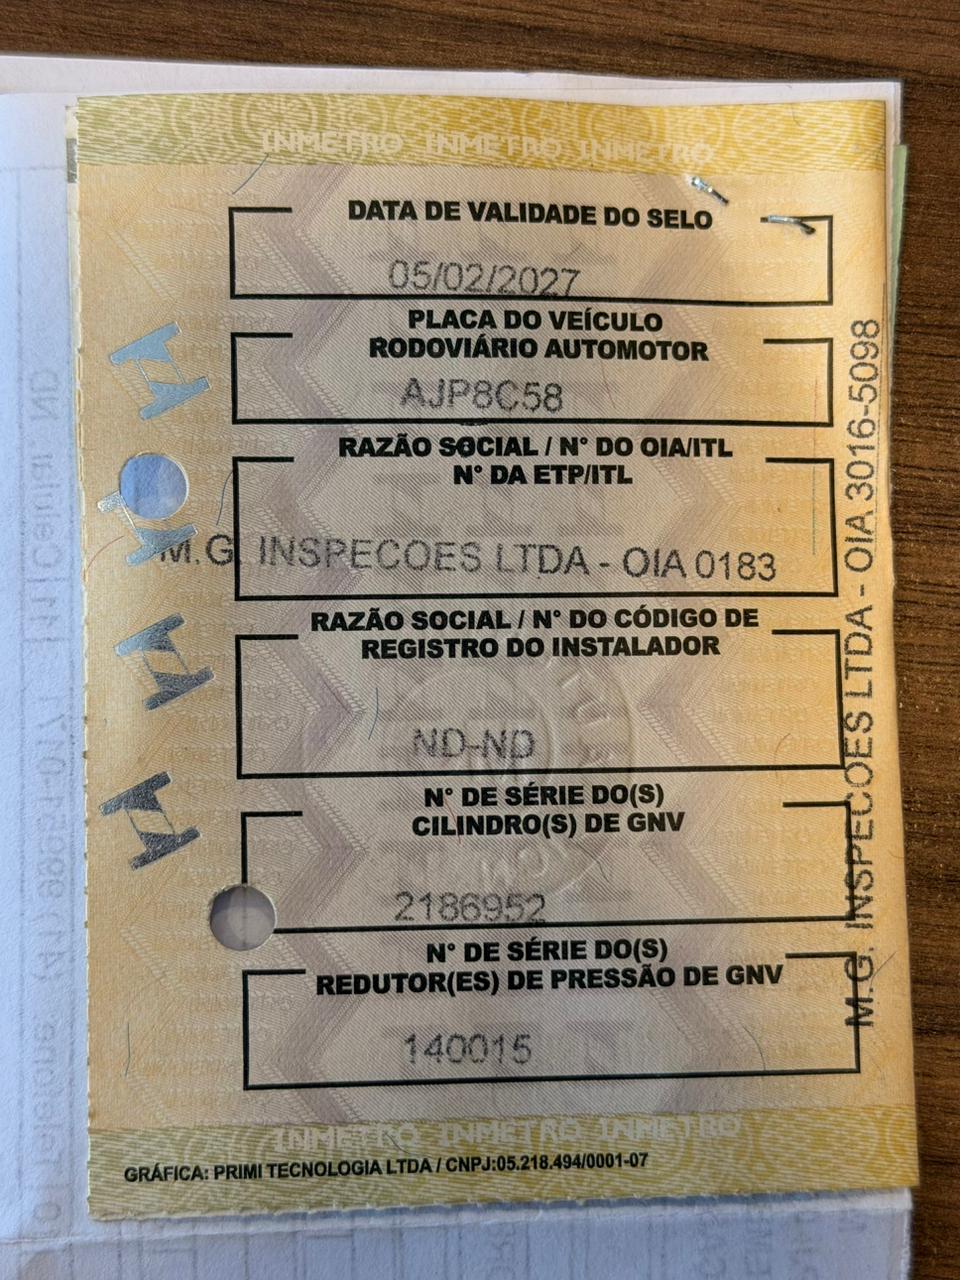 INMETRO INMETRO INMETRO
DATA DE VALIDADE DO SELO
05/02/2027
PLACA DO VEÍCULO
RODOVIÁRIO AUTOMOTOR
AJP8C58
RAZÃO SOCIAL / N° DO OIA/ITL
N° DA ETP/ITL
M.G. INSPECOES LTDA - OIA 0183
RAZÃO SOCIAL / N° DO CÓDIGO DE
REGISTRO DO INSTALADOR
ND-ND
N° DE SÉRIE DO(S)
CILINDRO(S) DE GNV
2186952
N° DE SÉRIE DO(S)
REDUTOR(ES) DE PRESSÃO DE GNV
140015
INMETRO INMETRO INMETRO
GRÁFICA: PRIMI TECNOLOGIA LTDA / CNPJ:05.218.494/0001-07
M.G. INSPECOES LTDA - OIA 3016-5098